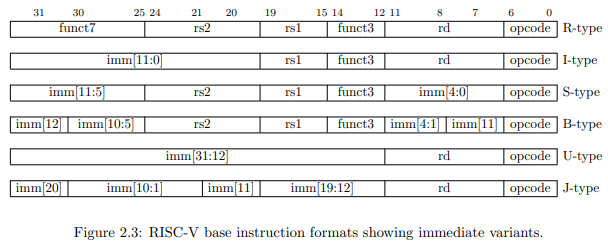 31 30 25 24 21 20 19 15 14 12 11 8 7 6 0
funct7 rs2 rs1 funct3 rd opcode R-type
imm[11:0] rs1 funct3 rd opcode I-type
imm[11:5] rs2 rs1 funct3 imm[4:0] opcode S-type
imm[12] imm[10:5] rs2 rs1 funct3 imm[4:1] imm[11] opcode B-type
imm[31:12] rd opcode U-type
imm[20] imm[10:1] imm[11] imm[19:12] rd opcode J-type
Figure 2.3: RISC-V base instruction formats showing immediate variants.